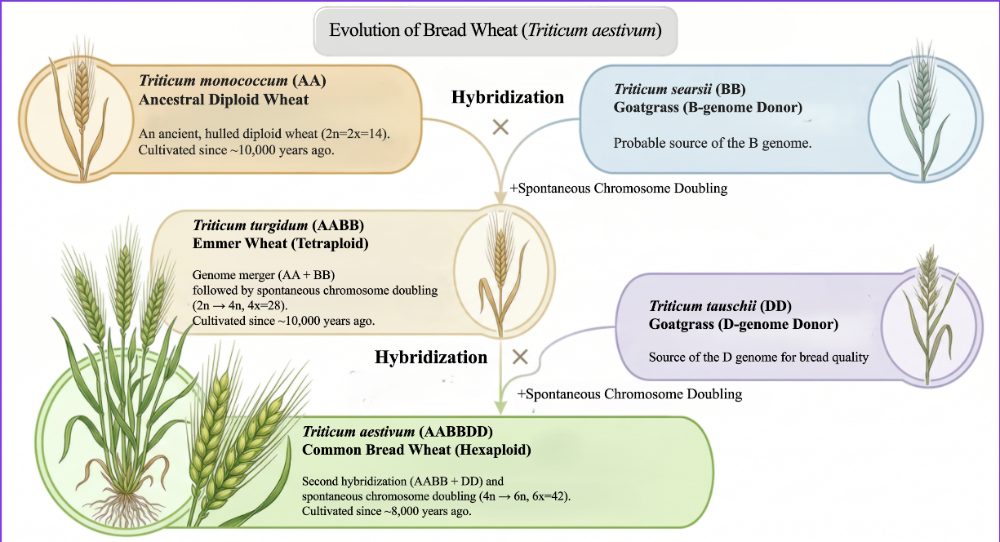 Evolution of Bread Wheat (Triticum aestivum)
Triticum monococcum (AA)
Ancestral Diploid Wheat
An ancient, hulled diploid wheat (2n=2x=14).
Cultivated since ~10,000 years ago.
Hybridization
×
Triticum searsii (BB)
Goatgrass (B-genome Donor)
Probable source of the B genome.
+Spontaneous Chromosome Doubling
Triticum turgidum (AABB)
Emmer Wheat (Tetraploid)
Genome merger (AA + BB)
followed by spontaneous chromosome doubling
(2n → 4n, 4x=28).
Cultivated since ~10,000 years ago.
Triticum tauschii (DD)
Goatgrass (D-genome Donor)
Source of the D genome for bread quality
Hybridization
×
+Spontaneous Chromosome Doubling
Triticum aestivum (AABBDD)
Common Bread Wheat (Hexaploid)
Second hybridization (AABB + DD) and
spontaneous chromosome doubling (4n → 6n, 6x=42).
Cultivated since ~8,000 years ago.